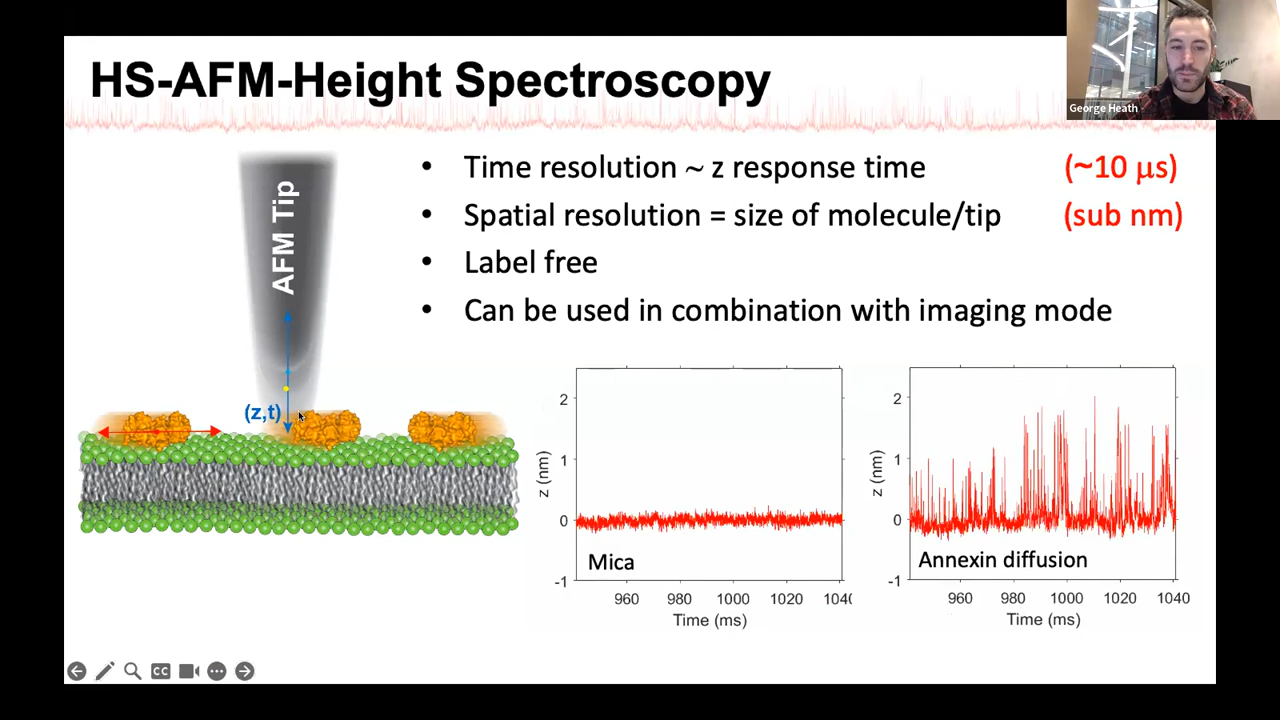 HS-AFM-Height Spectroscopy
George Heath
AFM Tip
(z,t)
• Time resolution ~ z response time (~10 µs)
• Spatial resolution = size of molecule/tip (sub nm)
• Label free
• Can be used in combination with imaging mode
2
1
0
-1
z (nm)
Mica
960 980 1000 1020 1040
Time (ms)
2
1
0
-1
z (nm)
Annexin diffusion
960 980 1000 1020 1040
Time (ms)
CC